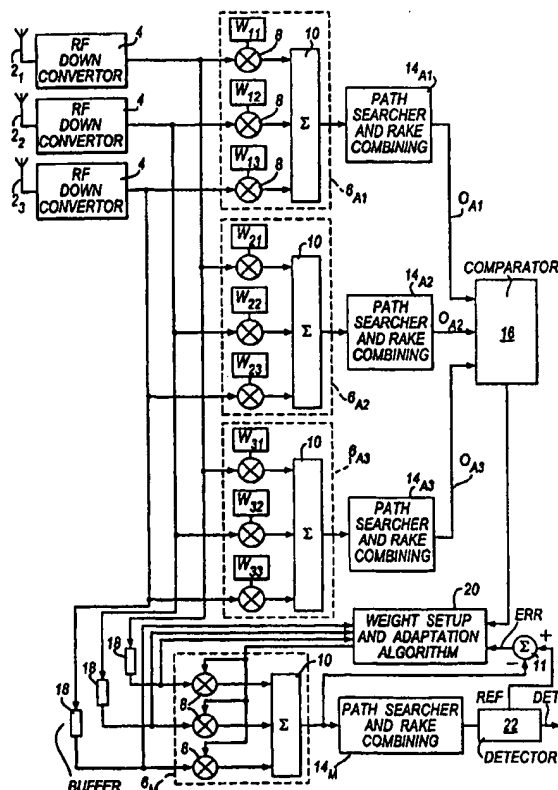 RF
DOWN
CONVERTOR
4
2₁
RF
DOWN
CONVERTOR
4
2₂
RF
DOWN
CONVERTOR
4
2₃
W₁₁
8
W₁₂
8
W₁₃
8
10
Σ
6A1
PATH
SEARCHER
AND RAKE
COMBINING
14A1
OA1
W₂₁
W₂₂
W₂₃
10
Σ
6A2
PATH
SEARCHER
AND RAKE
COMBINING
14A2
OA2
COMPARATOR
16
W₃₁
W₃₂
W₃₃
10
Σ
6A3
PATH
SEARCHER
AND RAKE
COMBINING
14A3
OA3
20
WEIGHT SETUP
AND ADAPTATION
ALGORITHM
ERR
+
Σ
−
11
18
18
18
BUFFER
8
8
8
10
Σ
6M
PATH SEARCHER
AND RAKE
COMBINING
14M
REF
22
DET
DETECTOR